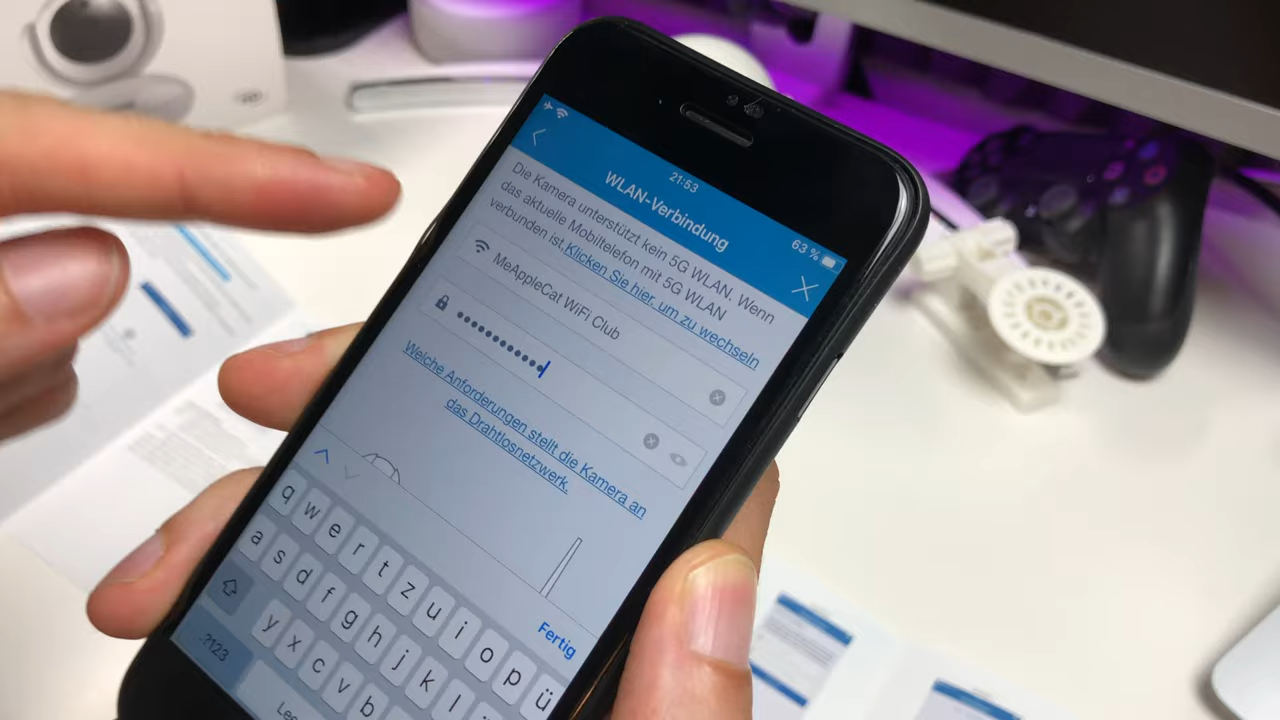 21:53
63 %
WLAN-Verbindung
Die Kamera unterstützt kein 5G WLAN. Wenn
das aktuelle Mobiltelefon mit 5G WLAN
verbunden ist,Klicken Sie hier, um zu wechseln
MeAppleCat WiFi Club
••••••••••••
Welche Anforderungen stellt die Kamera an
das Drahtlosnetzwerk.
Fertig
q w e r t z u i o p ü
a s d f g h j k l
y x c v b
.?123
Lee